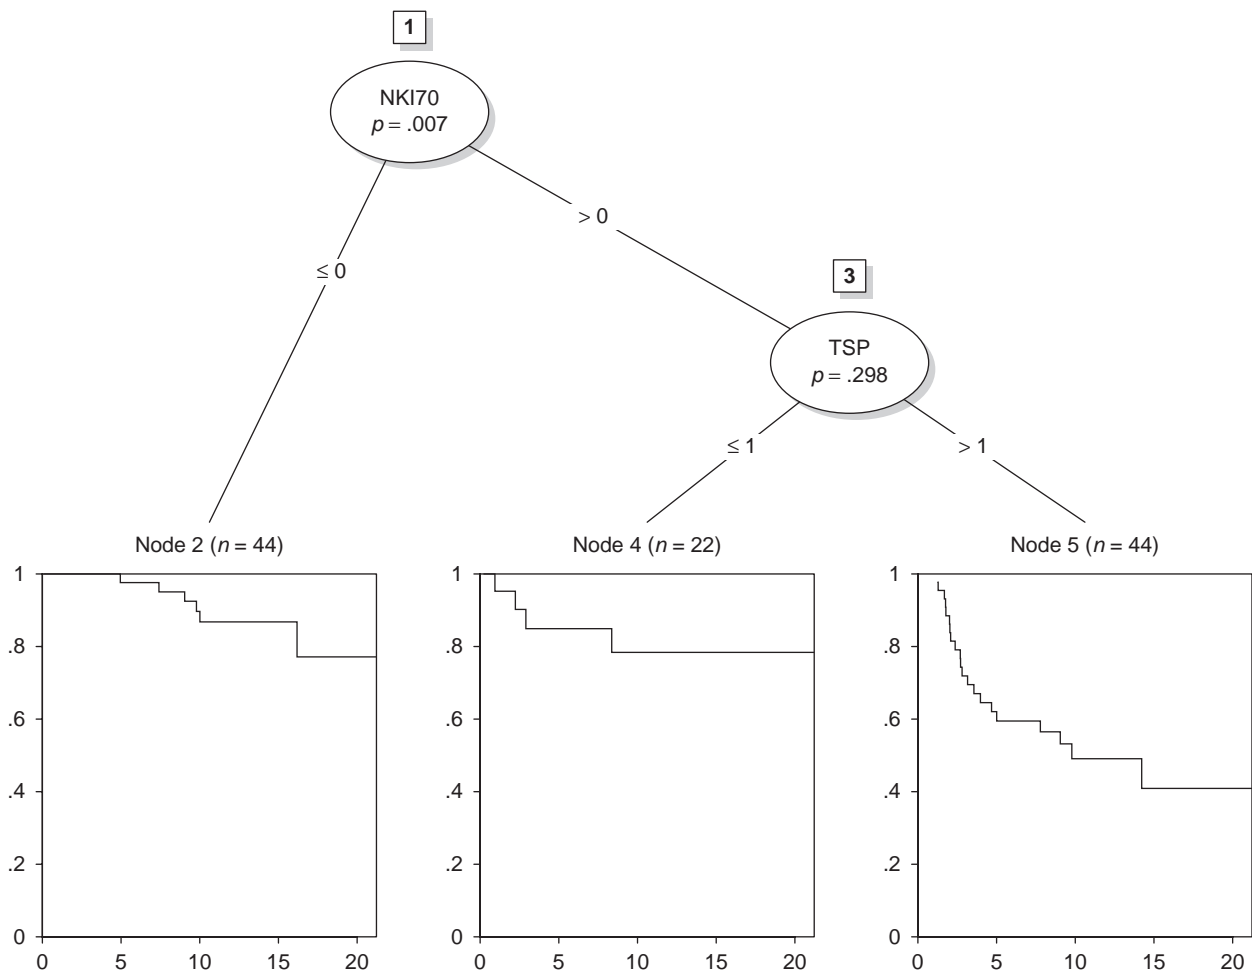 1
NKI70
p = .007
> 0
≤ 0
3
TSP
p = .298
≤ 1
> 1
Node 2 (n = 44)
1
.8
.6
.4
.2
0
0 5 10 15 20
Node 4 (n = 22)
1
.8
.6
.4
.2
0
0 5 10 15 20
Node 5 (n = 44)
1
.8
.6
.4
.2
0
0 5 10 15 20